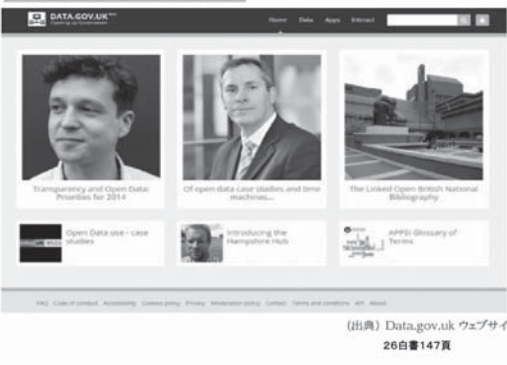 DATA.GOV.UK
Opening up Government
Home Data Apps Interact
Transparency and Open Data:
Priorities for 2014
Of open data case studies and time
machines...
The Linked Open British National
Bibliography
Open Data use - case
studies
Introducing the
Hampshire Hub
APPSI Glossary of
Terms
FAQ Code of conduct Accessibility Cookies policy Privacy Moderation policy Contact Terms and conditions API About
(出典) Data.gov.uk ウェブサイ
26白書147頁